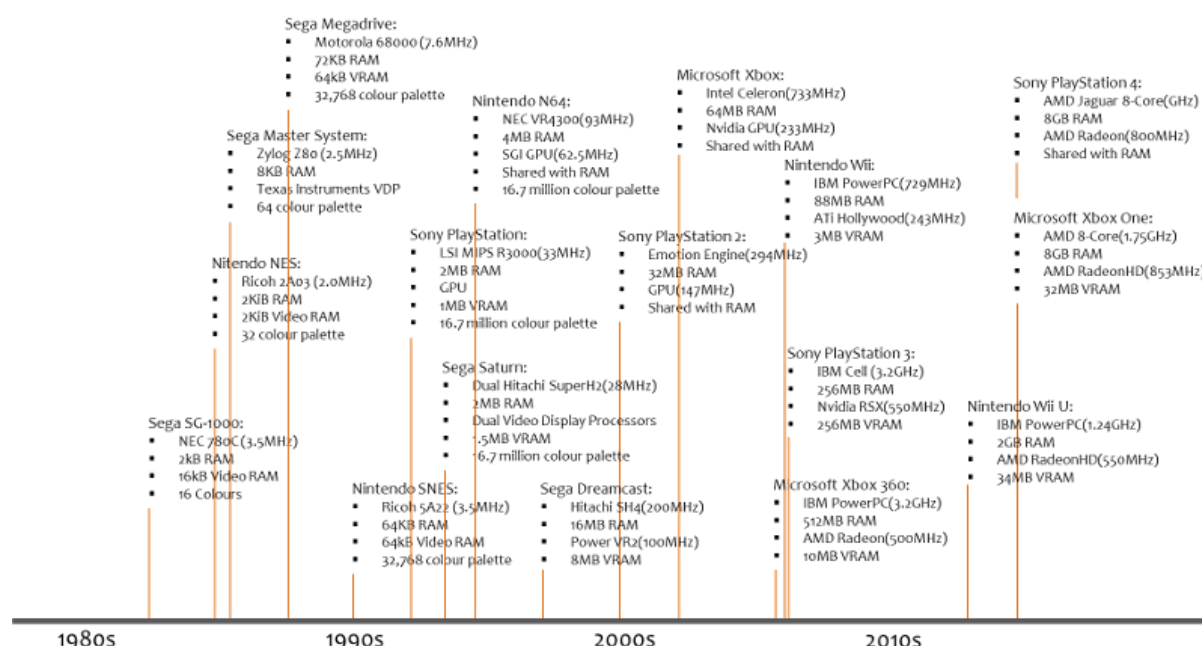 Sega Megadrive:
▪ Motorola 68000 (7.6MHz)
▪ 72KB RAM
▪ 64kB VRAM
▪ 32,768 colour palette
Sega Master System:
▪ Zylog Z80 (2.5MHz)
▪ 8KB RAM
▪ Texas Instruments VDP
▪ 64 colour palette
Nitendo NES:
▪ Ricoh 2A03 (2.0MHz)
▪ 2KiB RAM
▪ 2KiB Video RAM
▪ 32 colour palette
Sega SG-1000:
▪ NEC 780C (3.5MHz)
▪ 2kB RAM
▪ 16kB Video RAM
▪ 16 Colours
Nintendo N64:
▪ NEC VR4300(93MHz)
▪ 4MB RAM
▪ SGI GPU(62.5MHz)
▪ Shared with RAM
▪ 16.7 million colour palette
Sony PlayStation:
▪ LSI MIPS R3000(33MHz)
▪ 2MB RAM
▪ GPU
▪ 1MB VRAM
▪ 16.7 million colour palette
Sega Saturn:
▪ Dual Hitachi SuperH2(28MHz)
▪ 2MB RAM
▪ Dual Video Display Processors
▪ 1.5MB VRAM
▪ 16.7 million colour palette
Nintendo SNES:
▪ Ricoh 5A22 (3.5MHz)
▪ 64KB RAM
▪ 64kB Video RAM
▪ 32,768 colour palette
Sega Dreamcast:
▪ Hitachi SH4(200MHz)
▪ 16MB RAM
▪ Power VR2(100MHz)
▪ 8MB VRAM
Microsoft Xbox:
▪ Intel Celeron(733MHz)
▪ 64MB RAM
▪ Nvidia GPU(233MHz)
▪ Shared with RAM
Sony PlayStation 2:
▪ Emotion Engine(294MHz)
▪ 32MB RAM
▪ GPU(147MHz)
▪ Shared with RAM
Nintendo Wii:
▪ IBM PowerPC(729MHz)
▪ 88MB RAM
▪ ATi Hollywood(243MHz)
▪ 3MB VRAM
Sony PlayStation 3:
▪ IBM Cell (3.2GHz)
▪ 256MB RAM
▪ Nvidia RSX(550MHz)
▪ 256MB VRAM
Microsoft Xbox 360:
▪ IBM PowerPC(3.2GHz)
▪ 512MB RAM
▪ AMD Radeon(500MHz)
▪ 10MB VRAM
Sony PlayStation 4:
▪ AMD Jaguar 8-Core(GHz)
▪ 8GB RAM
▪ AMD Radeon(800MHz)
▪ Shared with RAM
Microsoft Xbox One:
▪ AMD 8-Core(1.75GHz)
▪ 8GB RAM
▪ AMD RadeonHD(853MHz)
▪ 32MB VRAM
Nintendo Wii U:
▪ IBM PowerPC(1.24GHz)
▪ 2GB RAM
▪ AMD RadeonHD(550MHz)
▪ 34MB VRAM
1980s 1990s 2000s 2010s